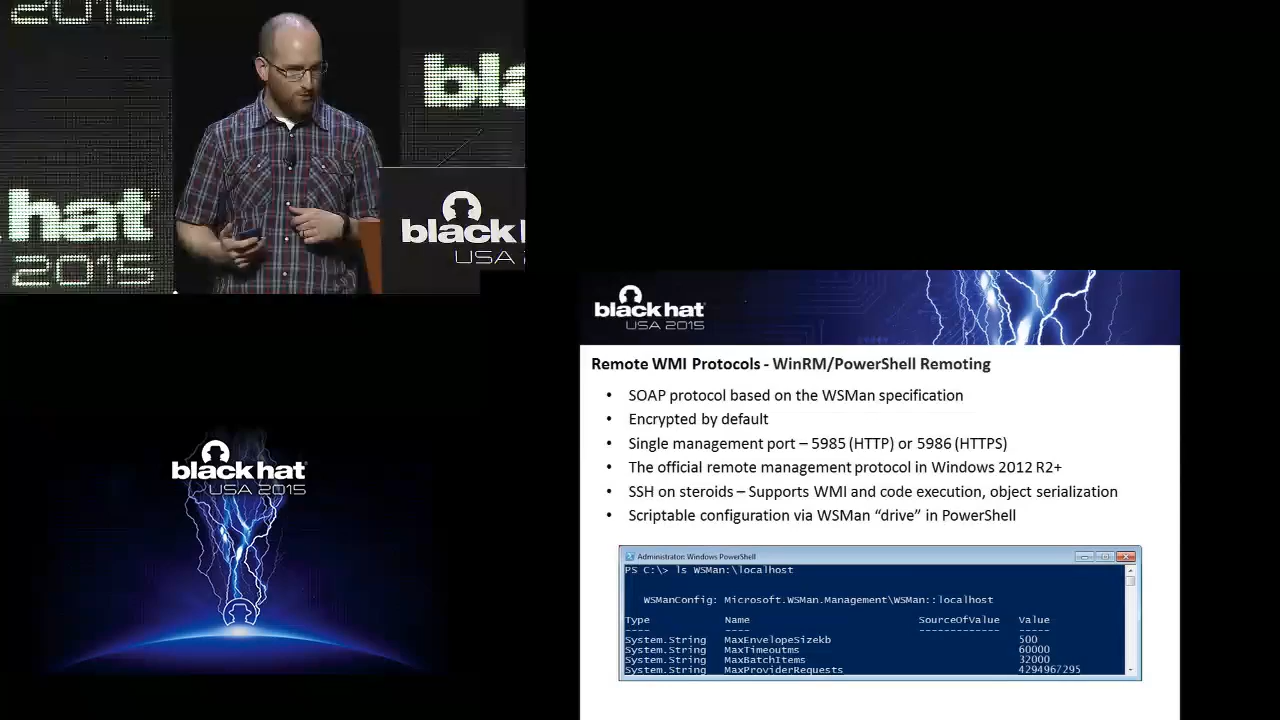 2015
bla
hat
2015
black h
USA 2
black hat
USA 2015
Remote WMI Protocols - WinRM/PowerShell Remoting
• SOAP protocol based on the WSMan specification
• Encrypted by default
• Single management port – 5985 (HTTP) or 5986 (HTTPS)
• The official remote management protocol in Windows 2012 R2+
• SSH on steroids – Supports WMI and code execution, object serialization
• Scriptable configuration via WSMan “drive” in PowerShell
Administrator: Windows PowerShell
PS C:\> ls WSMan:\localhost
WSManConfig: Microsoft.WSMan.Management\WSMan::localhost
Type Name SourceOfValue Value
---- ---- ------------- -----
System.String MaxEnvelopeSizekb 500
System.String MaxTimeoutms 60000
System.String MaxBatchItems 32000
System.String MaxProviderRequests 4294967295
black hat
USA 2015